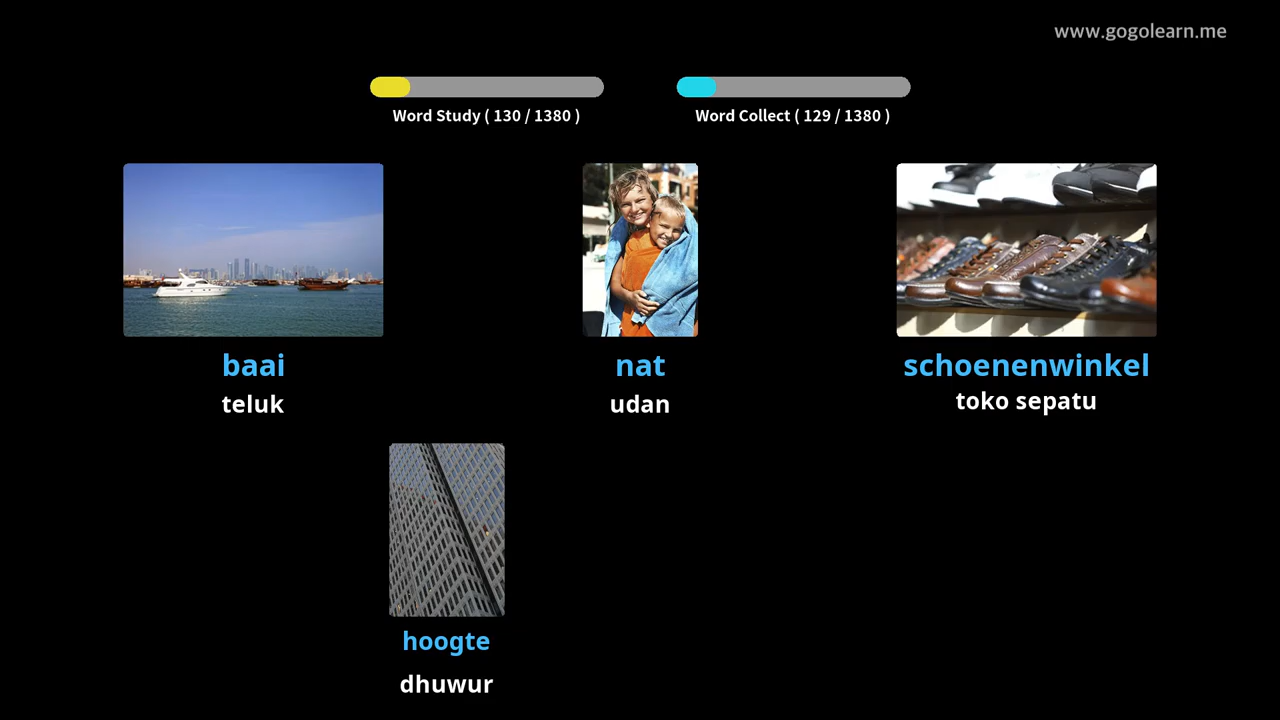 www.gogolearn.me
Word Study ( 130 / 1380 )
Word Collect ( 129 / 1380 )
baai
teluk
nat
udan
schoenenwinkel
toko sepatu
hoogte
dhuwur